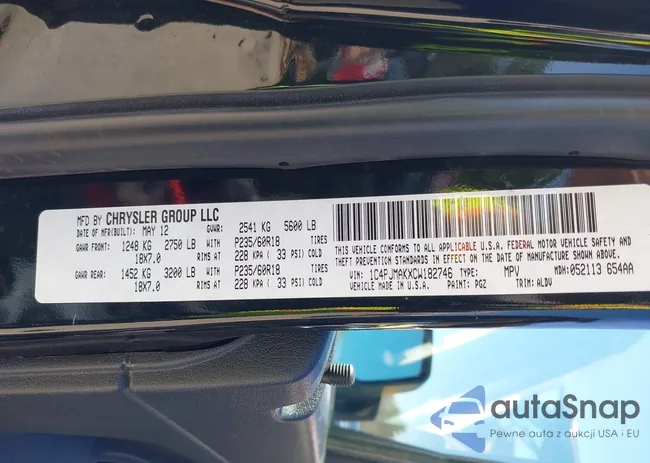 MFD BY CHRYSLER GROUP LLC
DATE OF MFR(BUILT): MAY 12 GVWR: 2541 KG 5600 LB
GAWR FRONT: 1248 KG 2750 LB WITH P235/60R18 TIRES
18X7.0 RIMS AT 228 KPA ( 33 PSI) COLD
GAWR REAR: 1452 KG 3200 LB WITH P235/60R18 TIRES
18X7.0 RIMS AT 228 KPA ( 33 PSI) COLD
THIS VEHICLE CONFORMS TO ALL APPLICABLE U.S.A. FEDERAL MOTOR VEHICLE SAFETY AND
THEFT PREVENTION STANDARDS IN EFFECT ON THE DATE OF MANUFACTURE SHOWN ABOVE.
VIN: 1C4PJMAKXCW182746 TYPE: MPV MDH: 052113 654AA
VEHICLE MADE IN U.S.A. PAINT: PGZ TRIM: ALDV
autaSnap
Pewne auta z aukcji USA i EU